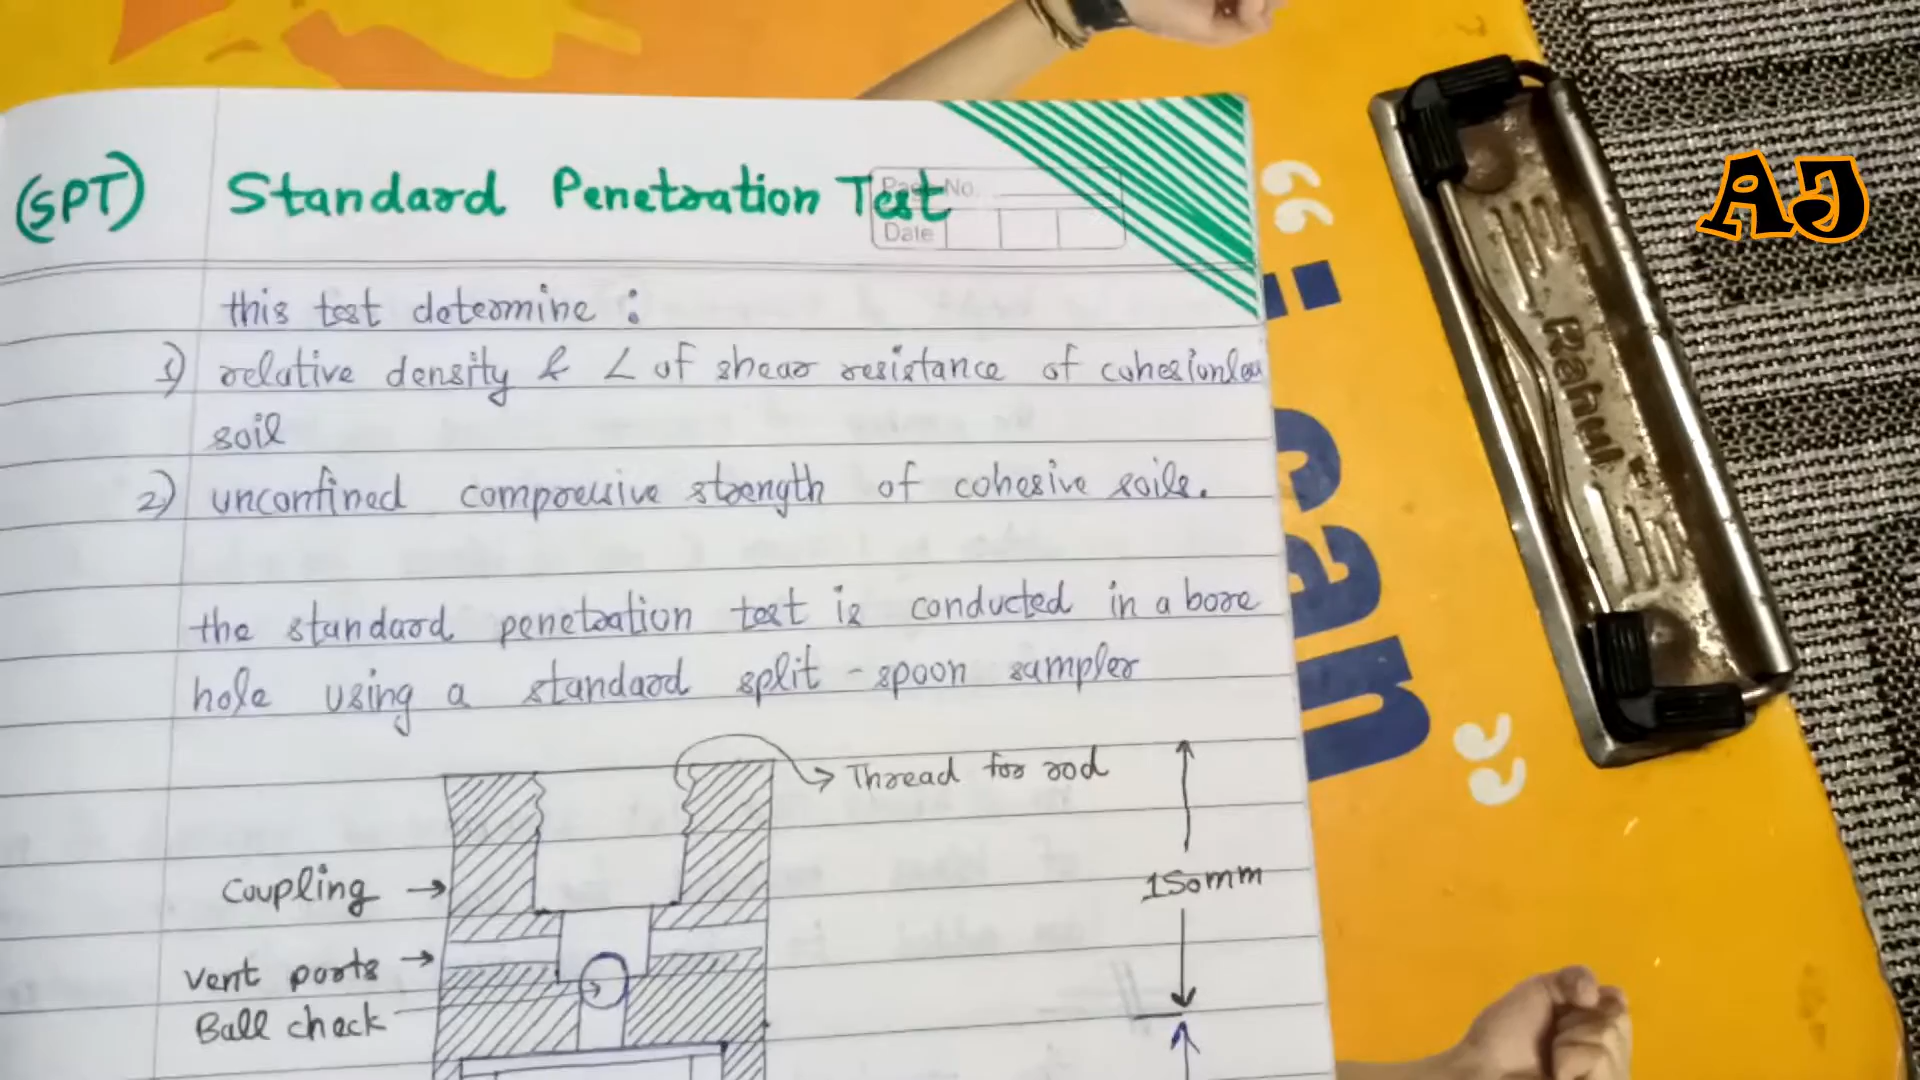 (SPT) Standard Penetration Test
Page No.
Date
this test determine :
1) relative density & ∠ of shear resistance of cohesionless
soil
2) unconfined compressive strength of cohesive soils.
the standard penetration test is conducted in a bore
hole using a standard split - spoon sampler
Thread for rod
Coupling →
150mm
Vent ports →
Ball check
“ i can ”
Rahul
AJ